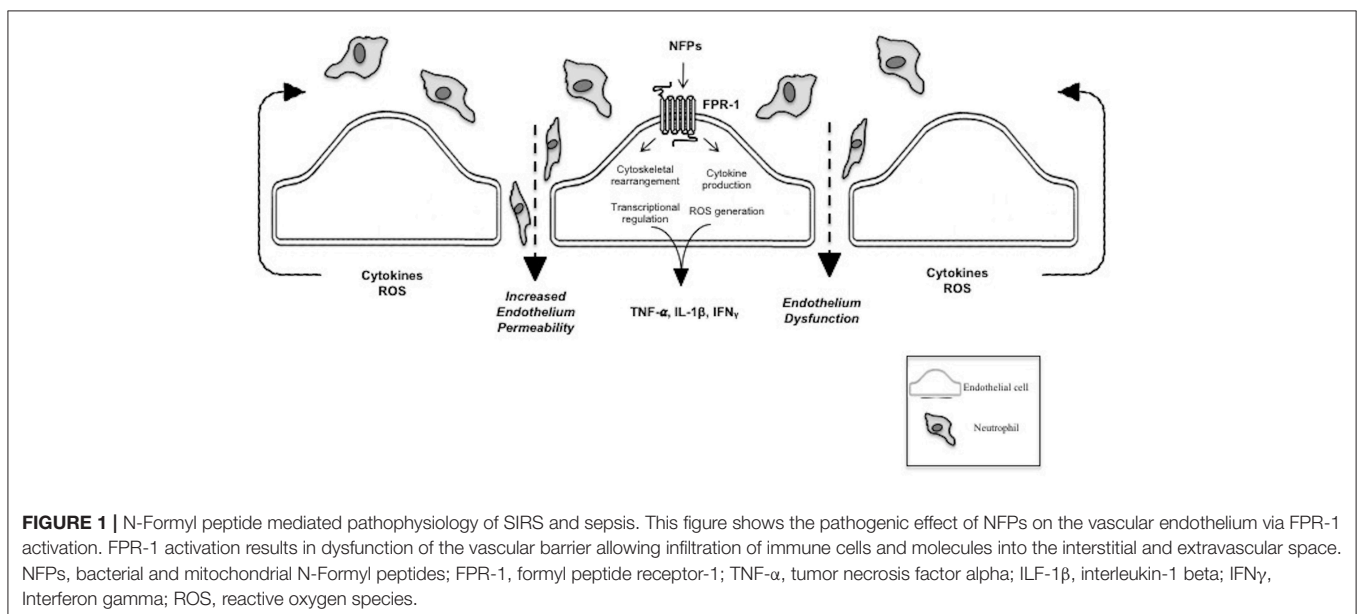 NFPs
FPR-1
Cytoskeletal
rearrangement
Cytokine
production
Transcriptional
regulation
ROS generation
Cytokines
ROS
Increased
Endothelium
Permeability
TNF-α, IL-1β, IFNγ
Endothelium
Dysfunction
Cytokines
ROS
Endothelial cell
Neutrophil
FIGURE 1 | N-Formyl peptide mediated pathophysiology of SIRS and sepsis. This figure shows the pathogenic effect of NFPs on the vascular endothelium via FPR-1
activation. FPR-1 activation results in dysfunction of the vascular barrier allowing infiltration of immune cells and molecules into the interstitial and extravascular space.
NFPs, bacterial and mitochondrial N-Formyl peptides; FPR-1, formyl peptide receptor-1; TNF-α, tumor necrosis factor alpha; ILF-1β, interleukin-1 beta; IFNγ,
Interferon gamma; ROS, reactive oxygen species.